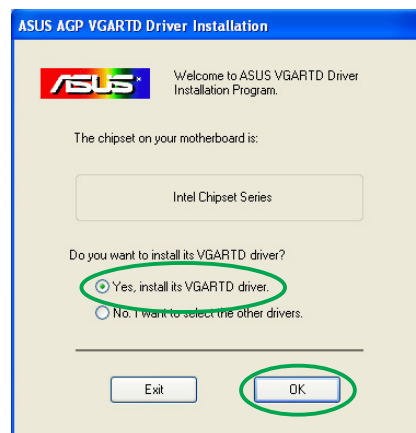 ASUS AGP VGARTD Driver Installation
ASUS
Welcome to ASUS VGARTD Driver
Installation Program.
The chipset on your motherboard is:
Intel Chipset Series
Do you want to install its VGARTD driver?
Yes, install its VGARTD driver.
No. I want to select the other drivers.
Exit
OK